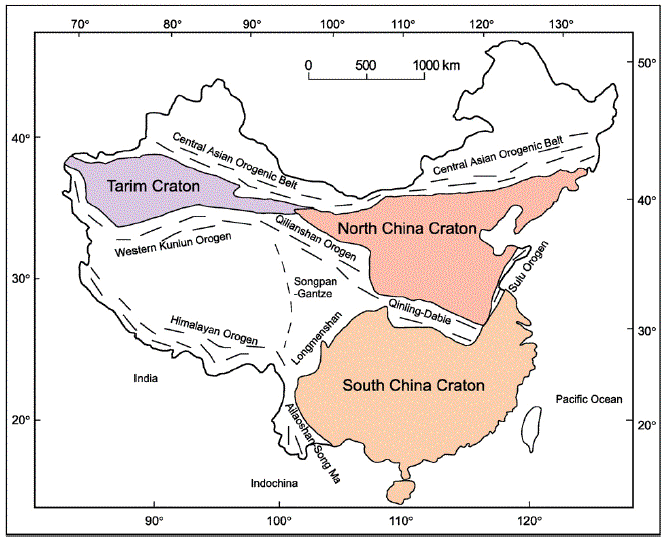 70° 80° 90° 100° 110° 120° 130°
0 500 1000 km
50°
40°
Central Asian Orogenic Belt
Central Asian Orogenic Belt
Tarim Craton
40°
North China Craton
Qilianshan Orogen
Western Kunlun Orogen
Sulu Orogen
30°
Songpan
-Gantze
Qinling-Dabie
Himalayan Orogen
Longmenshan
30°
India
South China Craton
Pacific Ocean
20°
20°
Ailaoshan-Song Ma
Indochina
90° 100° 110° 120°